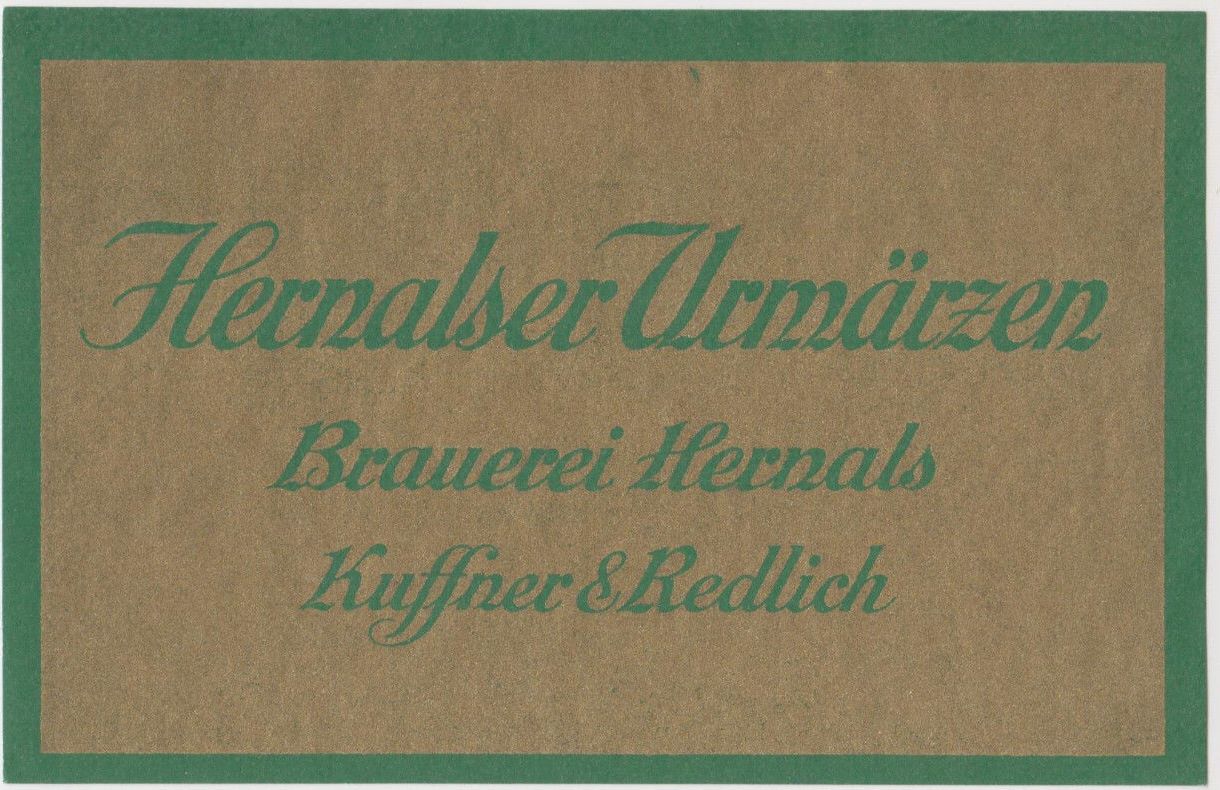 Hernalser Urmärzen
Brauerei Hernals
Kuffner & Redlich